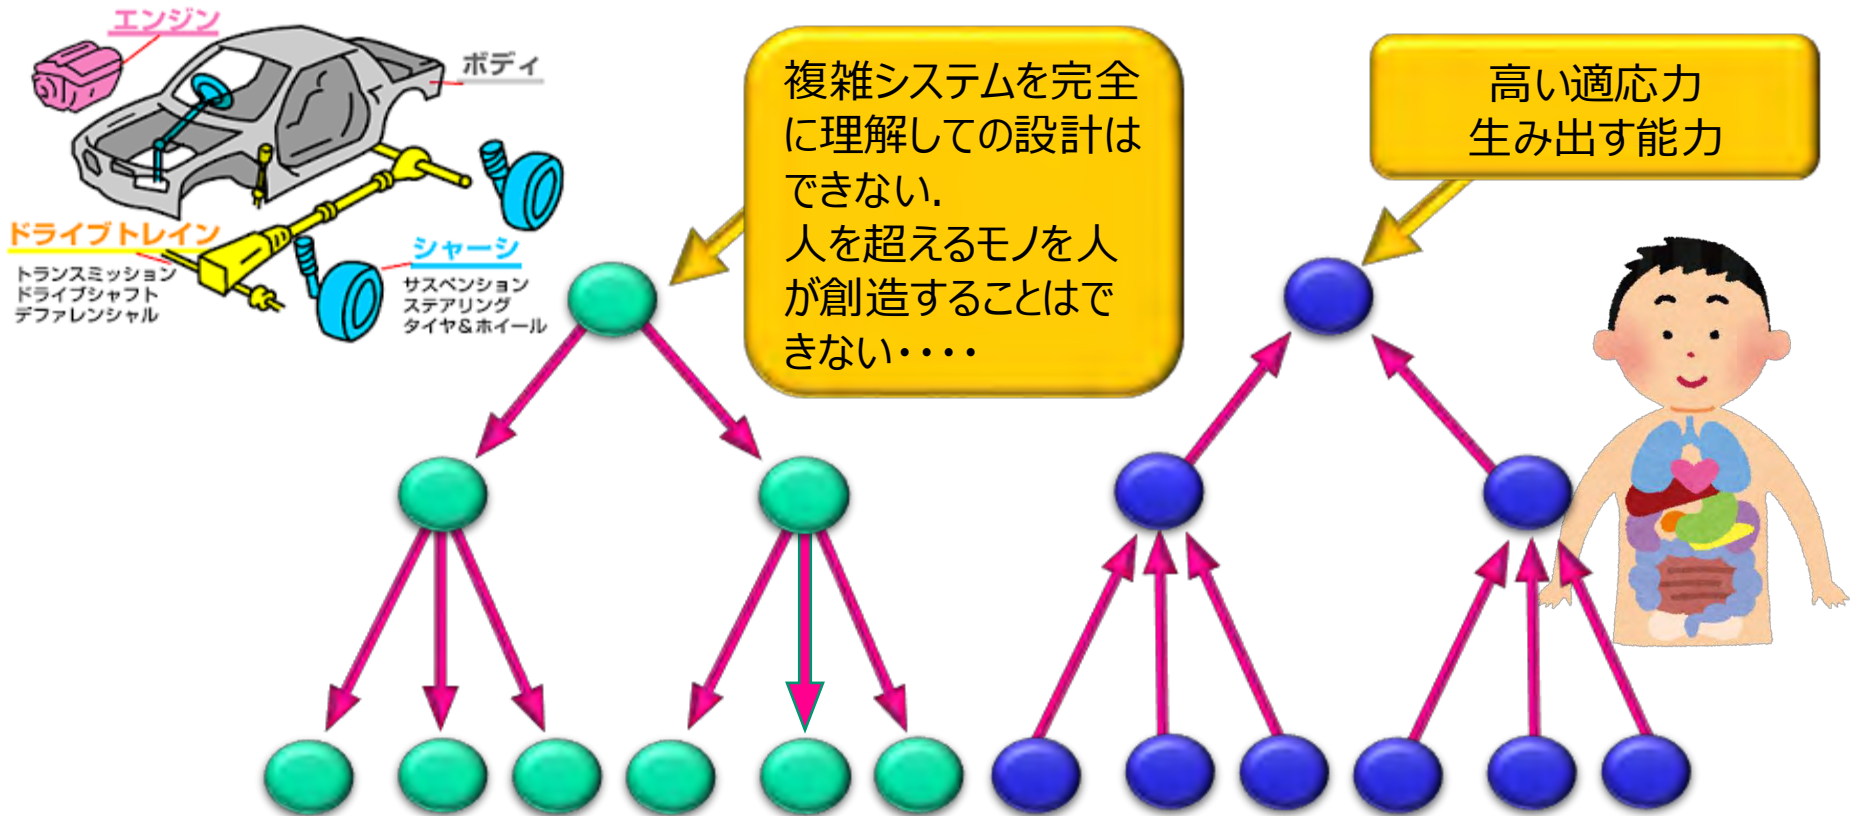 エンジン
ボディ
ドライブトレイン
トランスミッション
ドライブシャフト
デファレンシャル
シャーシ
サスペンション
ステアリング
タイヤ&ホイール
複雑システムを完全
に理解しての設計は
できない.
人を超えるモノを人
が創造することはで
きない・・・・
高い適応力
生み出す能力